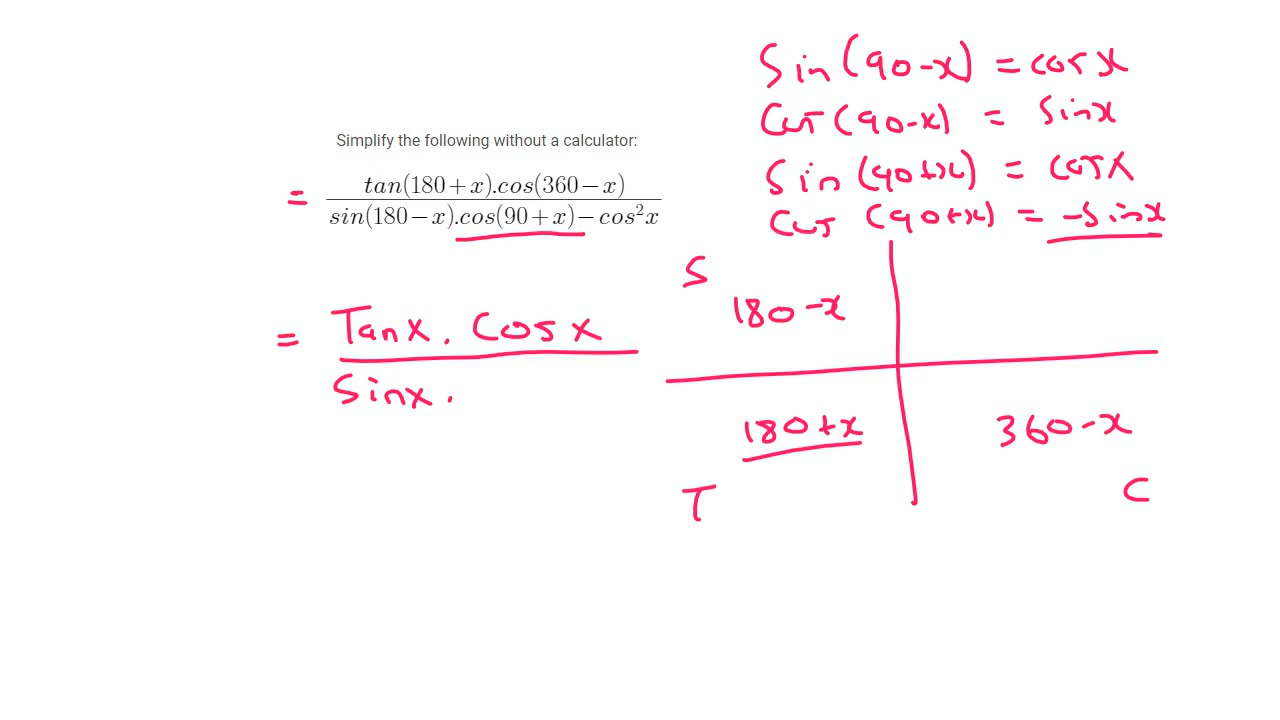 Sin(90-x) = cosx
Cos(90-x) = Sinx
Simplify the following without a calculator:
Sin(90+x) = cosx
= tan(180+x).cos(360-x)
sin(180-x).cos(90+x)-cos²x
Cos(90+x) = -Sinx
S
180-x
= Tanx. Cosx
Sinx.
180+x
360-x
T
C